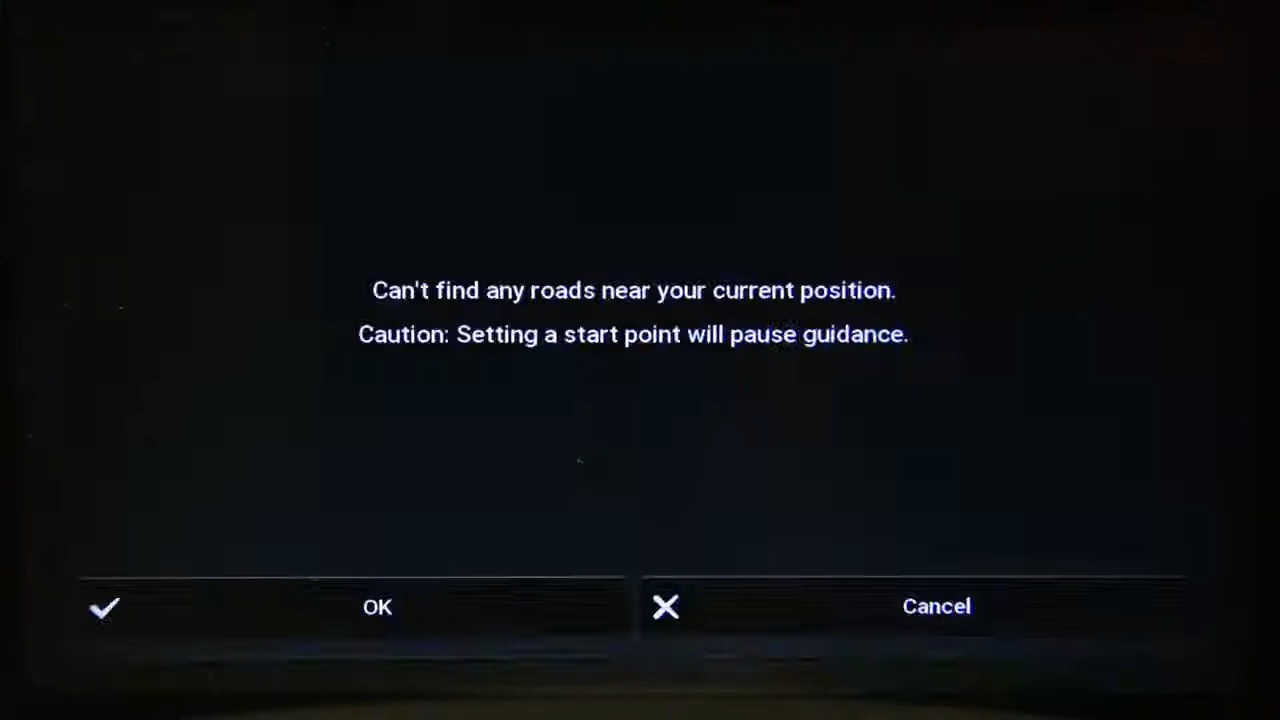 Can't find any roads near your current position.
Caution: Setting a start point will pause guidance.
OK
Cancel